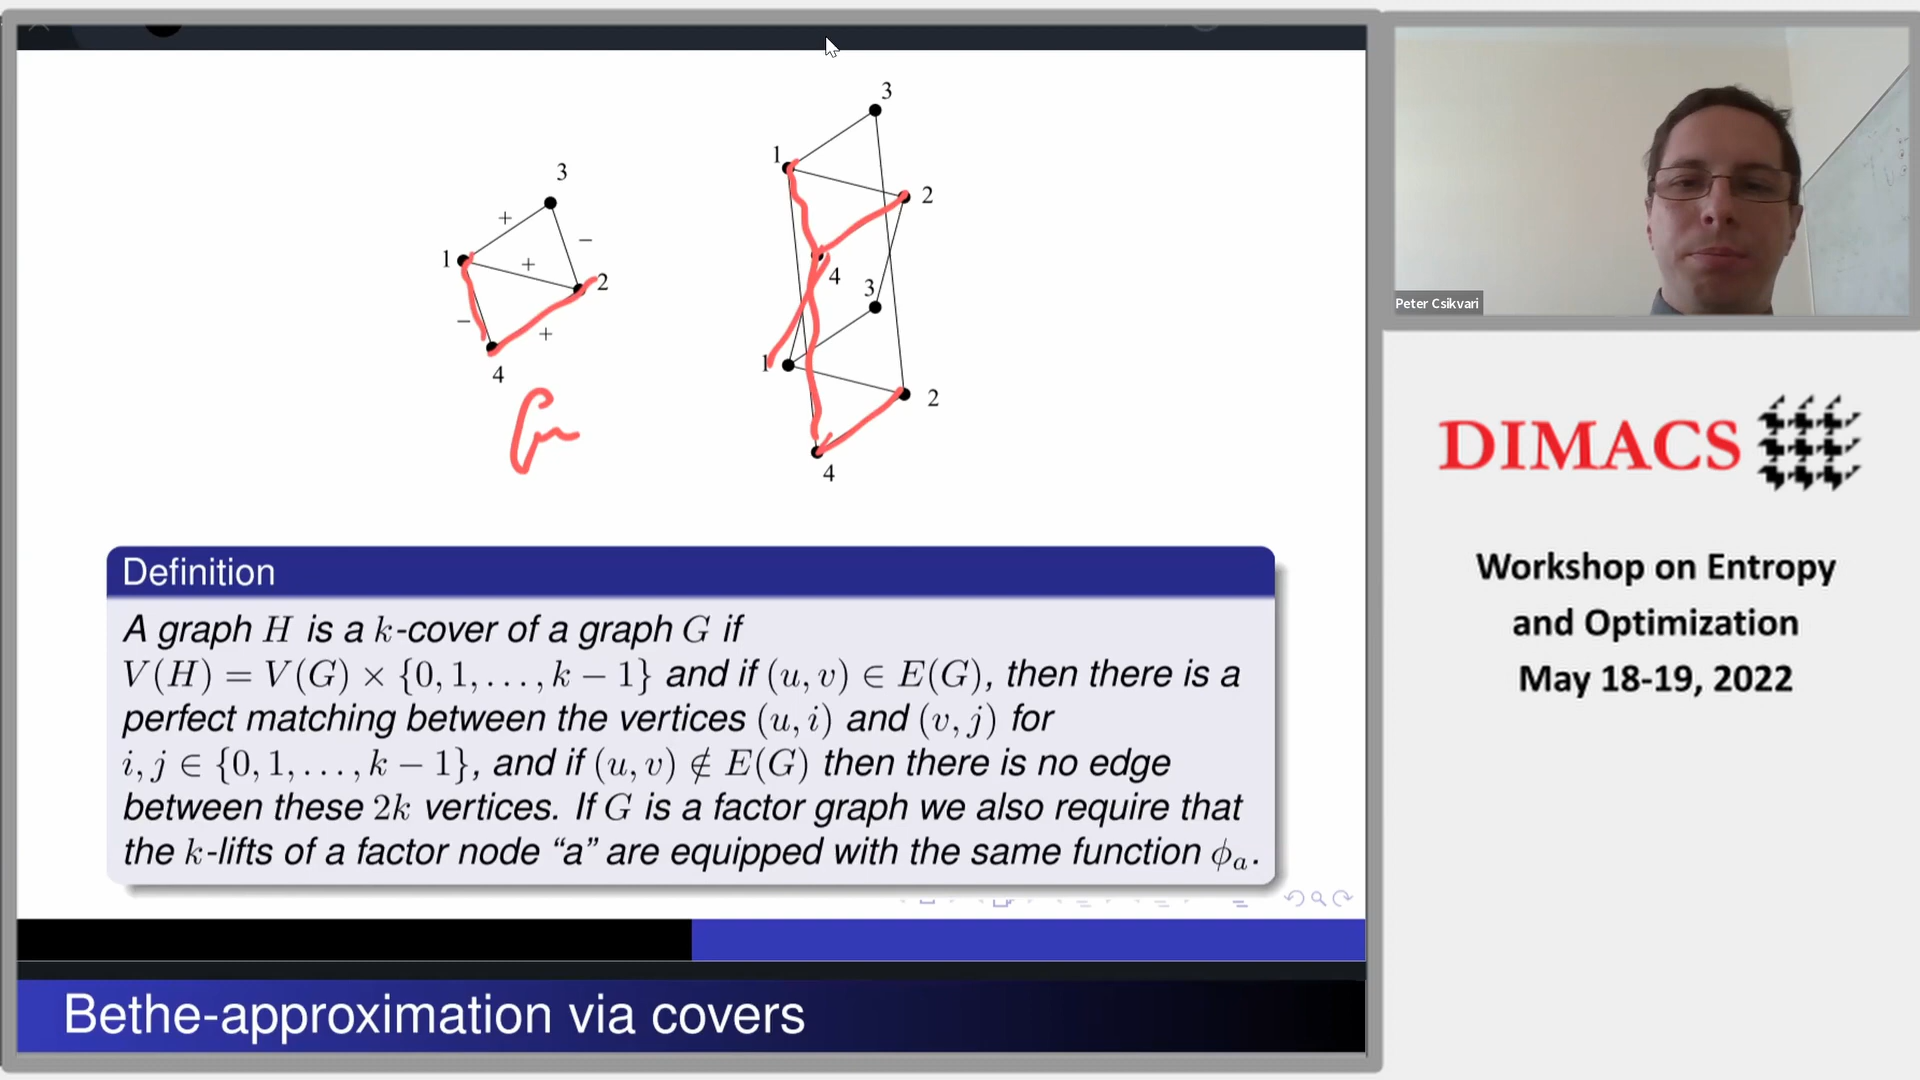 3
1
+
−
+
2
−
+
4
G
3
1
2
4
3
1
2
4
Definition
A graph H is a k-cover of a graph G if
V(H) = V(G) × {0, 1, …, k − 1} and if (u, v) ∈ E(G), then there is a
perfect matching between the vertices (u, i) and (v, j) for
i, j ∈ {0, 1, …, k − 1}, and if (u, v) ∉ E(G) then there is no edge
between these 2k vertices. If G is a factor graph we also require that
the k-lifts of a factor node “a” are equipped with the same function ϕₐ.
Bethe-approximation via covers
Peter Csikvari
DIMACS
Workshop on Entropy
and Optimization
May 18-19, 2022